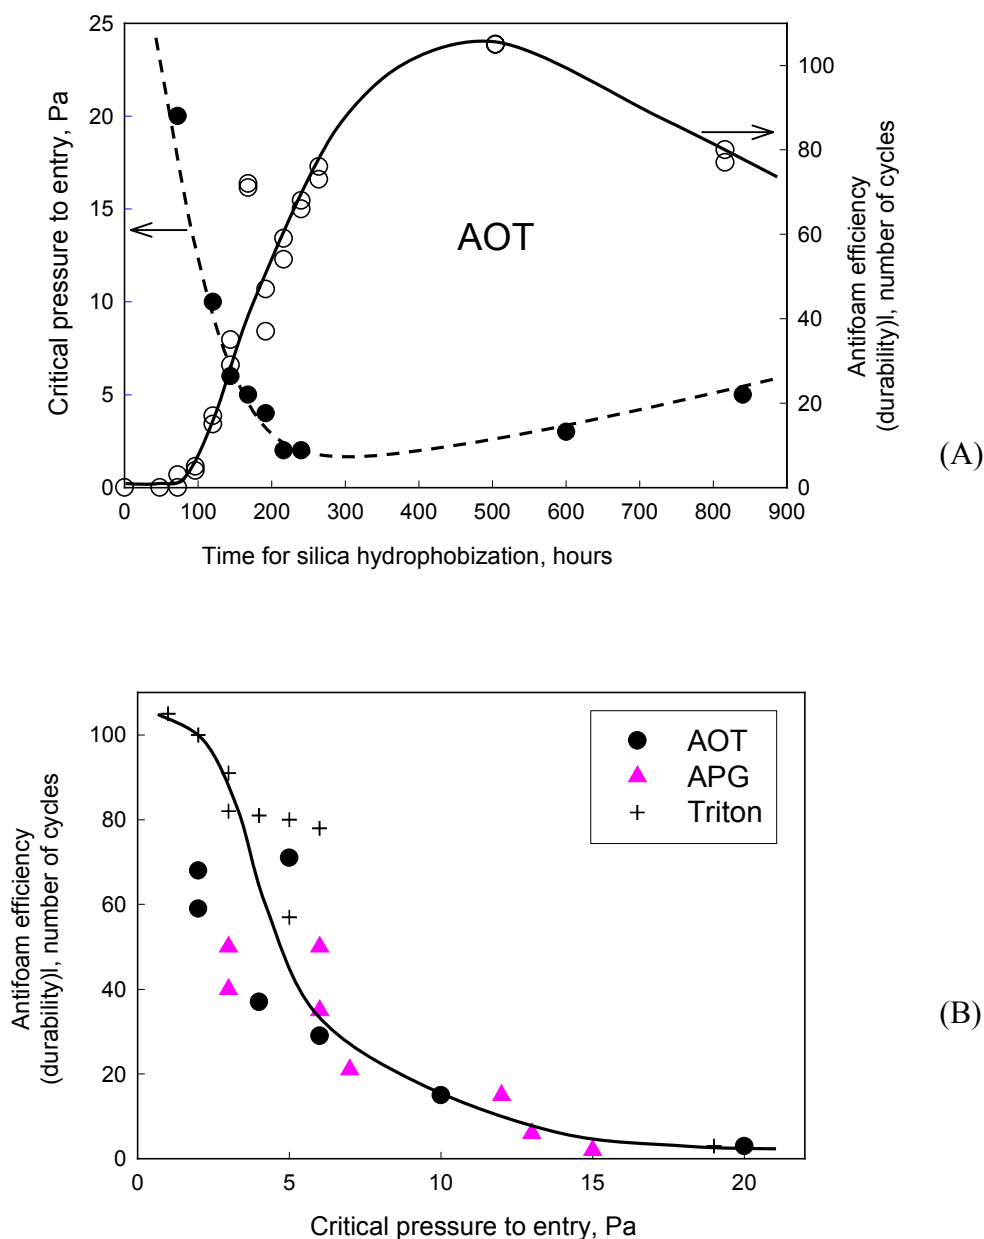 25
20
15
10
5
0
Critical pressure to entry, Pa
AOT
100
80
60
40
20
0
Antifoam efficiency
(durability)l, number of cycles
0 100 200 300 400 500 600 700 800 900
Time for silica hydrophobization, hours
(A)
100
80
60
40
20
0
Antifoam efficiency
(durability)l, number of cycles
AOT
APG
Triton
0 5 10 15 20
Critical pressure to entry, Pa
(B)